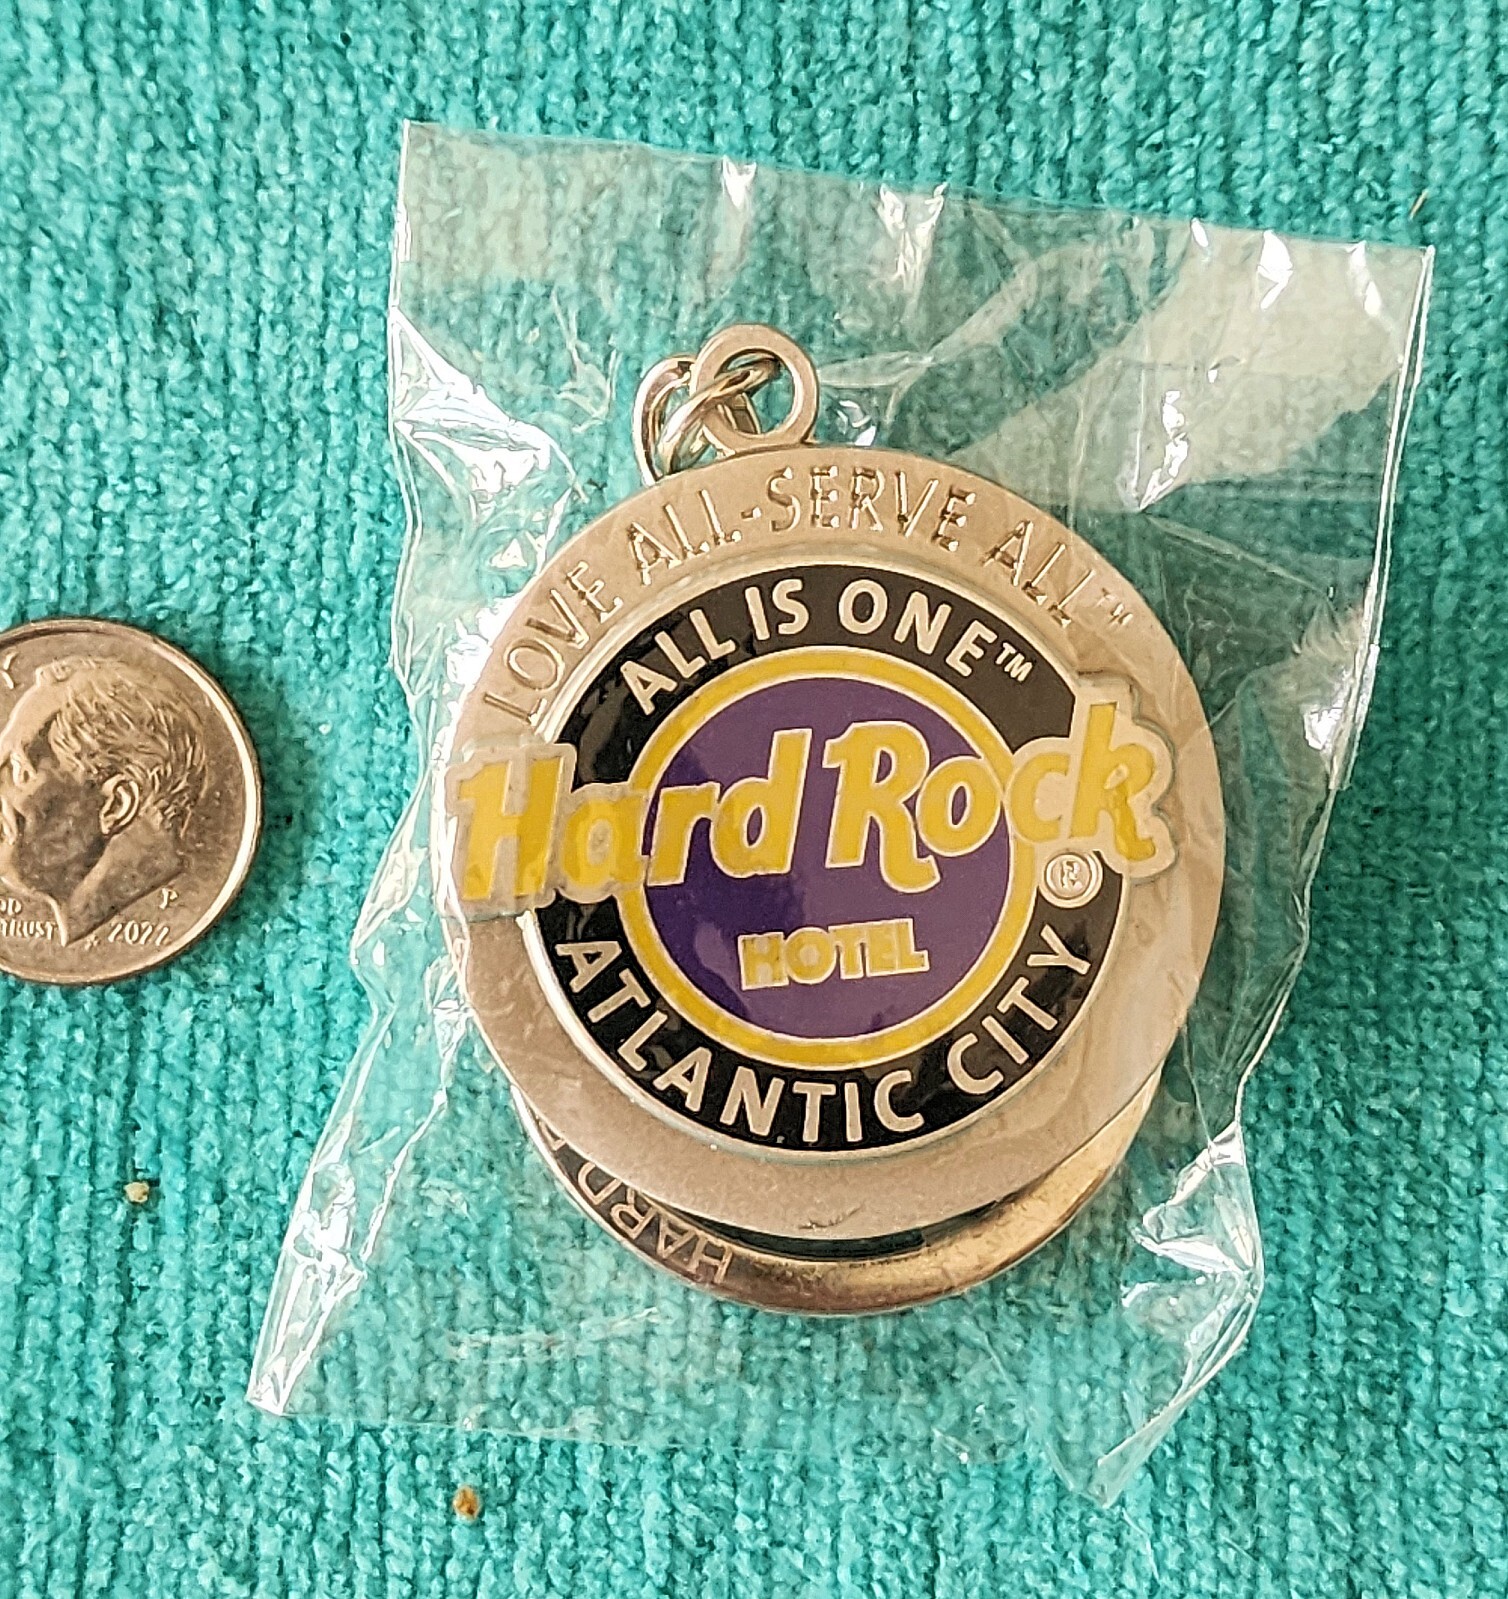 LOVE ALL-SERVE ALL™
ALL IS ONE™
Hard Rock®
HOTEL
ATLANTIC CITY
HARD
TRUST
P
2022